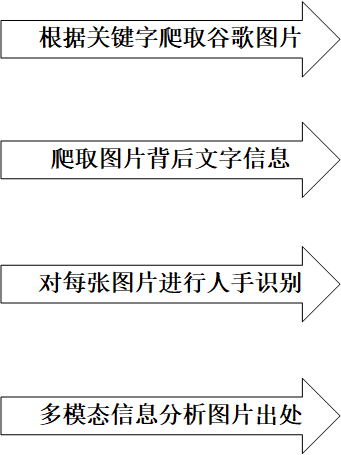 根据关键字爬取谷歌图片
爬取图片背后文字信息
对每张图片进行人手识别
多模态信息分析图片出处